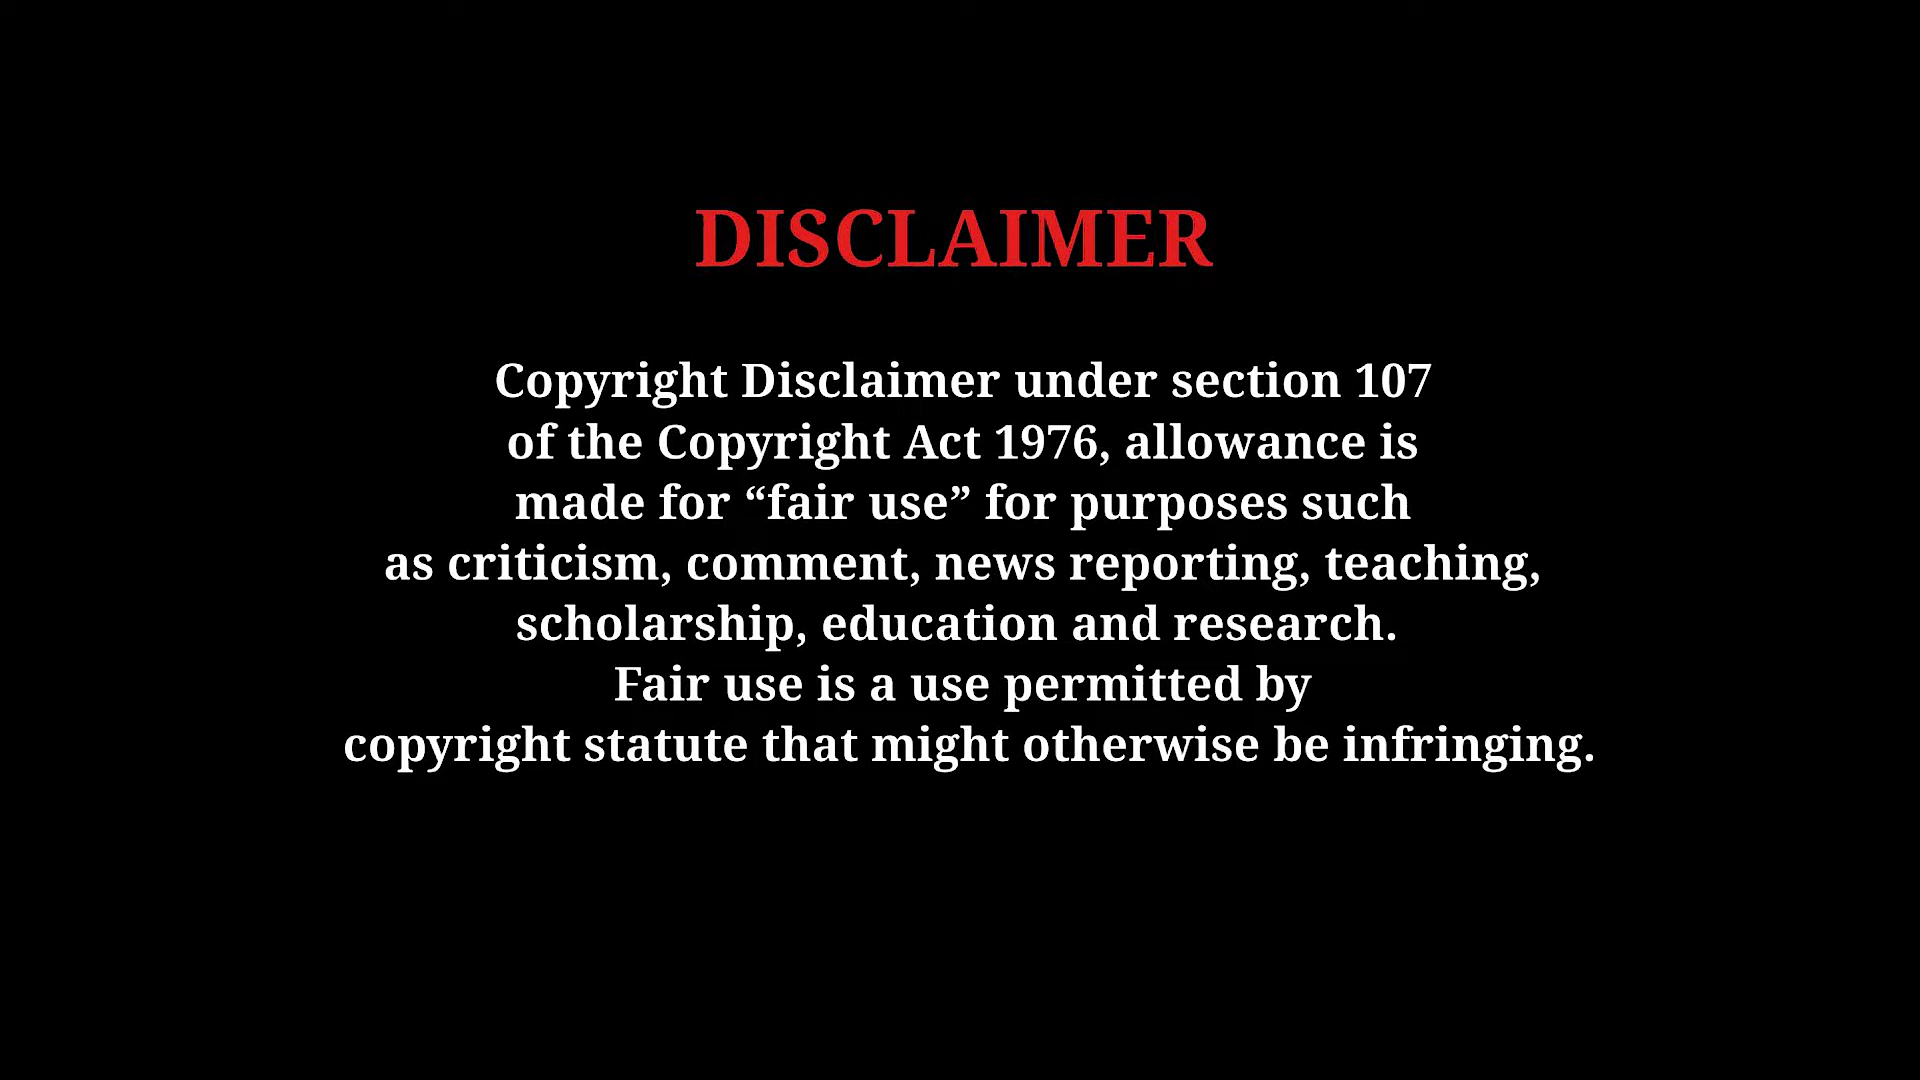 DISCLAIMER
Copyright Disclaimer under section 107
of the Copyright Act 1976, allowance is
made for “fair use” for purposes such
as criticism, comment, news reporting, teaching,
scholarship, education and research.
Fair use is a use permitted by
copyright statute that might otherwise be infringing.